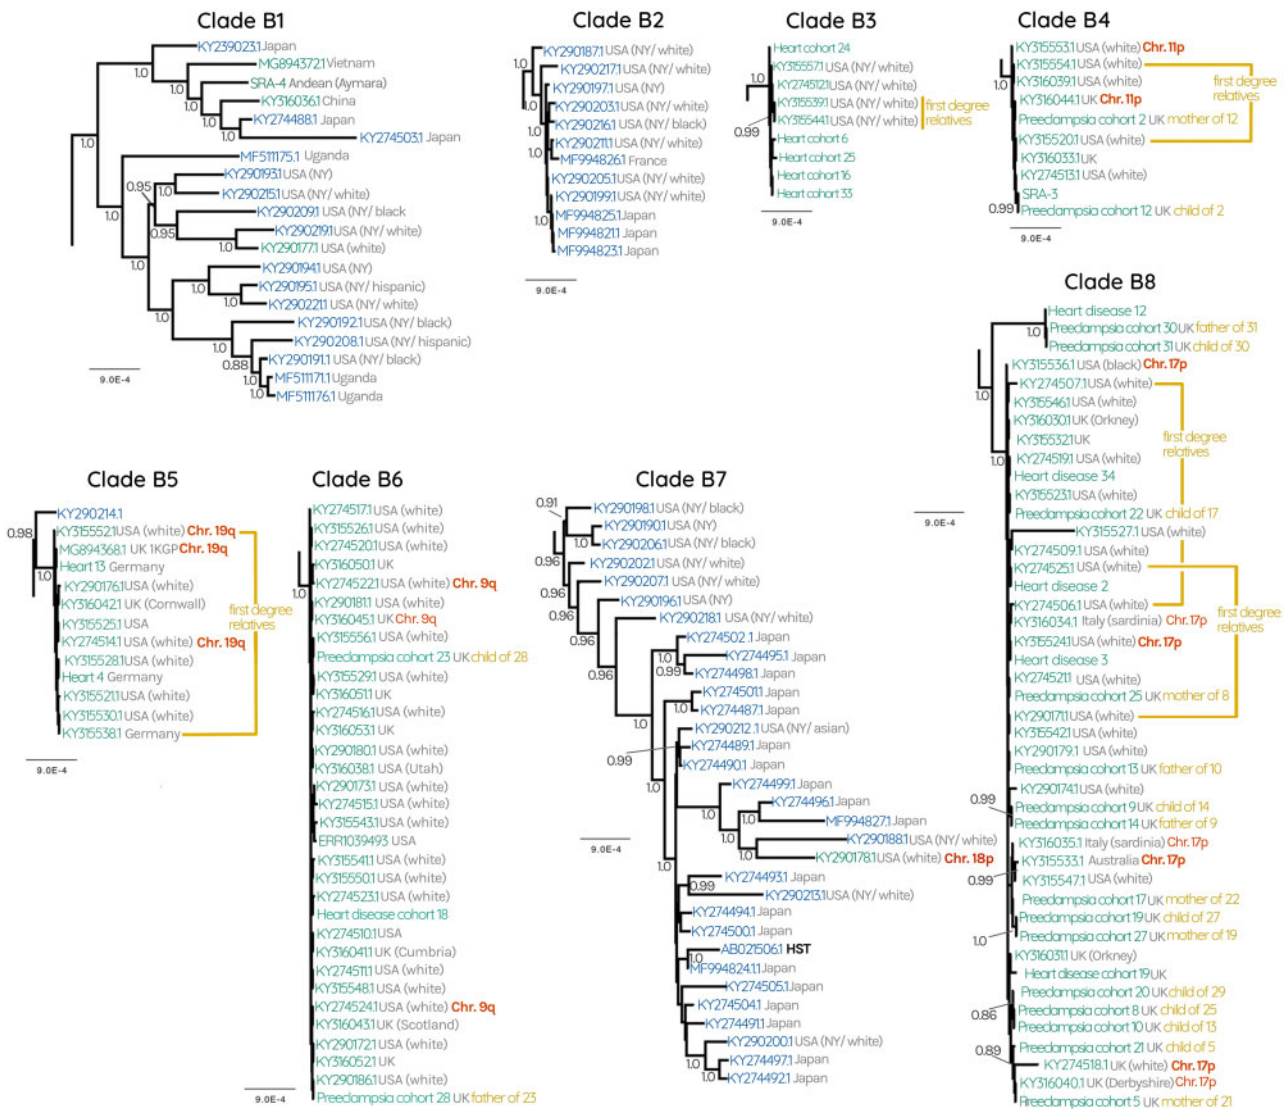 Clade B1
KY239023.1 Japan
MG894372.1 Vietnam
SRA-4 Andean (Aymara)
KY316036.1 China
KY274488.1 Japan
KY274503.1 Japan
MF511175.1 Uganda
KY290193.1 USA (NY)
KY290215.1 USA (NY/ white)
KY290209.1 USA (NY/ black
KY290219.1 USA (NY/ white)
KY290177.1 USA (white)
KY290194.1 USA (NY)
KY290195.1 USA (NY/ hispanic)
KY290221.1 USA (NY/ white)
KY290192.1 USA (NY/ black)
KY290208.1 USA (NY/ hispanic)
KY290191.1 USA (NY/ black)
MF511171.1 Uganda
MF511176.1 Uganda
1.0
1.0
1.0
1.0
1.0
1.0
0.95
1.0
0.95
1.0
1.0
1.0
1.0
1.0
0.88
1.0
1.0
9.0E-4
Clade B2
KY290187.1 USA (NY/ white)
KY290217.1 USA (NY/ white)
KY290197.1 USA (NY)
KY290203.1 USA (NY/ white)
KY290216.1 USA (NY/ black)
KY290211.1 USA (NY/ white)
MF994826.1 France
KY290205.1 USA (NY/ white)
KY290199.1 USA (NY/ white)
MF994825.1 Japan
MF994821.1 Japan
MF994823.1 Japan
1.0
1.0
9.0E-4
Clade B3
Heart cohort 24
KY315557.1 USA (NY/ white)
KY274512.1 USA (NY/ white)
KY315539.1 USA (NY/ white)
KY315544.1 USA (NY/ white)
Heart cohort 6
Heart cohort 25
Heart cohort 16
Heart cohort 33
first degree
relatives
1.0
0.99
9.0E-4
Clade B4
KY315553.1 USA (white) Chr. 11p
KY315554.1 USA (white)
KY316039.1 USA (white)
KY316044.1 UK Chr. 11p
Preeclampsia cohort 2 UK mother of 12
KY315520.1 USA (white)
KY316033.1 UK
KY274513.1 USA (white)
SRA-3
Preeclampsia cohort 12 UK child of 2
first degree
relatives
1.0
0.99
9.0E-4
Clade B5
KY290214.1
KY315552.1 USA (white) Chr. 19q
MG894368.1 UK 1KGP Chr. 19q
Heart 13 Germany
KY290176.1 USA (white)
KY316042.1 UK (Cornwall)
KY315525.1 USA
KY274514.1 USA (white) Chr. 19q
KY315528.1 USA (white)
Heart 4 Germany
KY315521.1 USA (white)
KY315530.1 USA (white)
KY315538.1 Germany
first degree
relatives
0.98
1.0
9.0E-4
Clade B6
KY274517.1 USA (white)
KY315526.1 USA (white)
KY274520.1 USA (white)
KY316050.1 UK
KY274522.1 USA (white) Chr. 9q
KY290181.1 USA (white)
KY316045.1 UK Chr. 9q
KY315556.1 USA (white)
Preeclampsia cohort 23 UK child of 28
KY315529.1 USA (white)
KY316051.1 UK
KY274516.1 USA (white)
KY316053.1 UK
KY290180.1 USA (white)
KY316038.1 USA (Utah)
KY290173.1 USA (white)
KY274515.1 USA (white)
KY315543.1 USA (white)
ERR1039493 USA
KY315541.1 USA (white)
KY315550.1 USA (white)
KY274523.1 USA (white)
Heart disease cohort 18
KY274510.1 USA
KY316041.1 UK (Cumbria)
KY274511.1 USA (white)
KY315548.1 USA (white)
KY274524.1 USA (white) Chr. 9q
KY316043.1 UK (Scotland)
KY290172.1 USA (white)
KY316052.1 UK
KY290186.1 USA (white)
Preeclampsia cohort 28 UK father of 23
1.0
9.0E-4
Clade B7
KY290198.1 USA (NY/ black)
KY290190.1 USA (NY)
KY290206.1 USA (NY/ black)
KY290202.1 USA (NY/ white)
KY290207.1 USA (NY/ white)
KY290196.1 USA (NY)
KY290218.1 USA (NY/ white)
KY274502 .1 Japan
KY274495.1 Japan
KY274498.1 Japan
KY274501.1 Japan
KY274487.1 Japan
KY290212 .1 USA (NY/ asian)
KY274489.1 Japan
KY274490.1 Japan
KY274499.1 Japan
KY274496.1 Japan
MF994827.1 Japan
KY290188.1 USA (NY/ white)
KY290178.1 USA (white) Chr. 18p
KY274493.1 Japan
KY290213.1 USA (NY/ white)
KY274494.1 Japan
KY274500.1 Japan
AB021506.1 HST
MF994824.1.1 Japan
KY274505.1 Japan
KY274504.1 Japan
KY274491.1 Japan
KY290200.1 USA (NY/ white)
KY274497.1 Japan
KY274492.1 Japan
0.91
1.0
0.96
0.96
0.96
0.96
0.96
1.0
0.99
1.0
1.0
0.99
1.0
1.0
1.0
1.0
1.0
0.99
1.0
1.0
1.0
9.0E-4
Clade B8
Heart disease 12
Preeclampsia cohort 30 UK father of 31
Preeclampsia cohort 31 UK child of 30
KY315536.1 USA (black) Chr. 17p
KY274507.1 USA (white)
KY315546.1 USA (white)
KY316030.1 UK (Orkney)
KY315532.1 UK
KY274519.1 USA (white)
Heart disease 34
KY315523.1 USA (white)
Preeclampsia cohort 22 UK child of 17
KY315527.1 USA (white)
KY274509.1 USA (white)
KY274525.1 USA (white)
Heart disease 2
KY274506.1 USA (white)
KY316034.1 Italy (sardinia) Chr. 17p
KY315524.1 USA (white) Chr. 17p
Heart disease 3
KY274521.1 USA (white)
Preeclampsia cohort 25 UK mother of 8
KY290171.1 USA (white)
KY315542.1 USA (white)
KY290179.1 USA (white)
Preeclampsia cohort 13 UK father of 10
KY290174.1 USA (white)
Preeclampsia cohort 9 UK child of 14
Preeclampsia cohort 14 UK father of 9
KY316035.1 Italy (sardinia) Chr. 17p
KY315533.1 Australia Chr. 17p
KY315547.1 USA (white)
Preeclampsia cohort 17 UK mother of 22
Preeclampsia cohort 19 UK child of 27
Preeclampsia cohort 27 UK mother of 19
KY316031.1 UK (Orkney)
Heart disease cohort 19 UK
Preeclampsia cohort 20 UK child of 29
Preeclampsia cohort 8 UK child of 25
Preeclampsia cohort 10 UK child of 13
Preeclampsia cohort 21 UK child of 5
KY274518.1 UK (white) Chr. 17p
KY316040.1 UK (Derbyshire) Chr. 17p
Preeclampsia cohort 5 UK mother of 21
first degree
relatives
first degree
relatives
1.0
1.0
1.0
0.99
0.99
1.0
0.86
0.89
9.0E-4